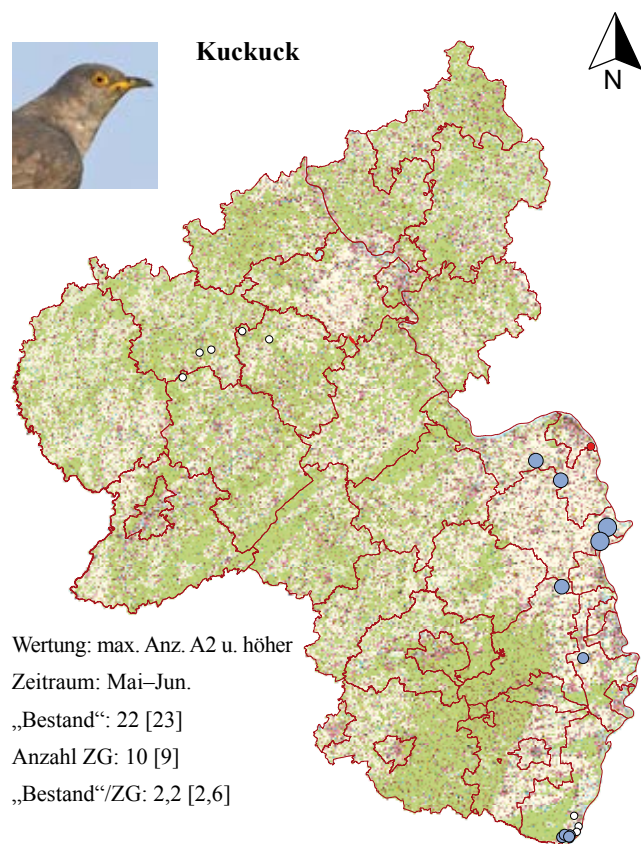 Kuckuck
N
Wertung: max. Anz. A2 u. höher
Zeitraum: Mai–Jun.
„Bestand“: 22 [23]
Anzahl ZG: 10 [9]
„Bestand“/ZG: 2,2 [2,6]